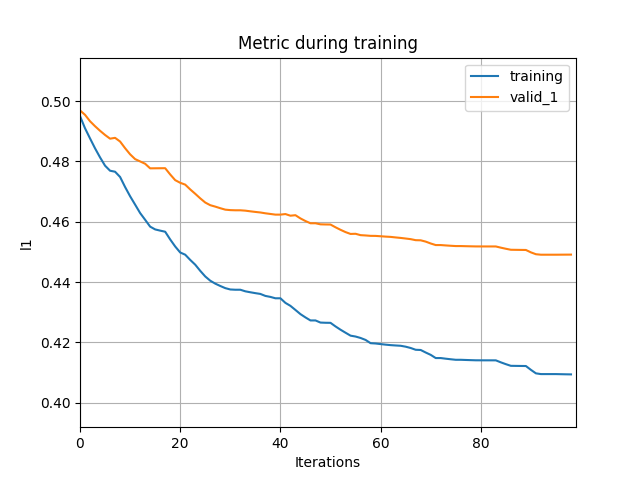 Metric during training
training
valid_1
0.50
0.48
0.46
0.44
0.42
0.40
l1
0 20 40 60 80
Iterations